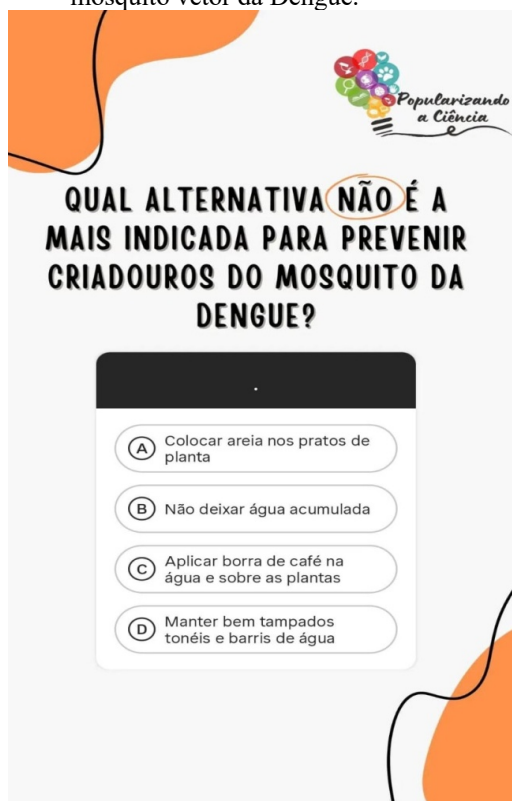 mosquito vetor da Dengue.
Popularizando
a Ciência
QUAL ALTERNATIVA NÃO É A
MAIS INDICADA PARA PREVENIR
CRIADOUROS DO MOSQUITO DA
DENGUE?
.
A Colocar areia nos pratos de
planta
B Não deixar água acumulada
C Aplicar borra de café na
água e sobre as plantas
D Manter bem tampados
tonéis e barris de água